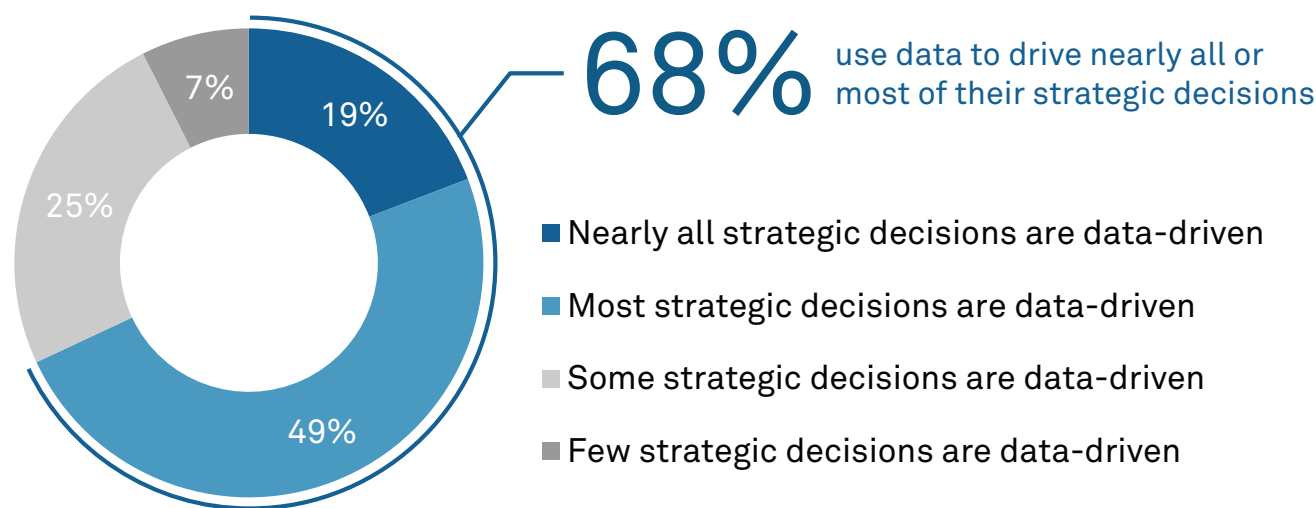 68%
use data to drive nearly all or
most of their strategic decisions
7%
19%
25%
49%
Nearly all strategic decisions are data-driven
Most strategic decisions are data-driven
Some strategic decisions are data-driven
Few strategic decisions are data-driven